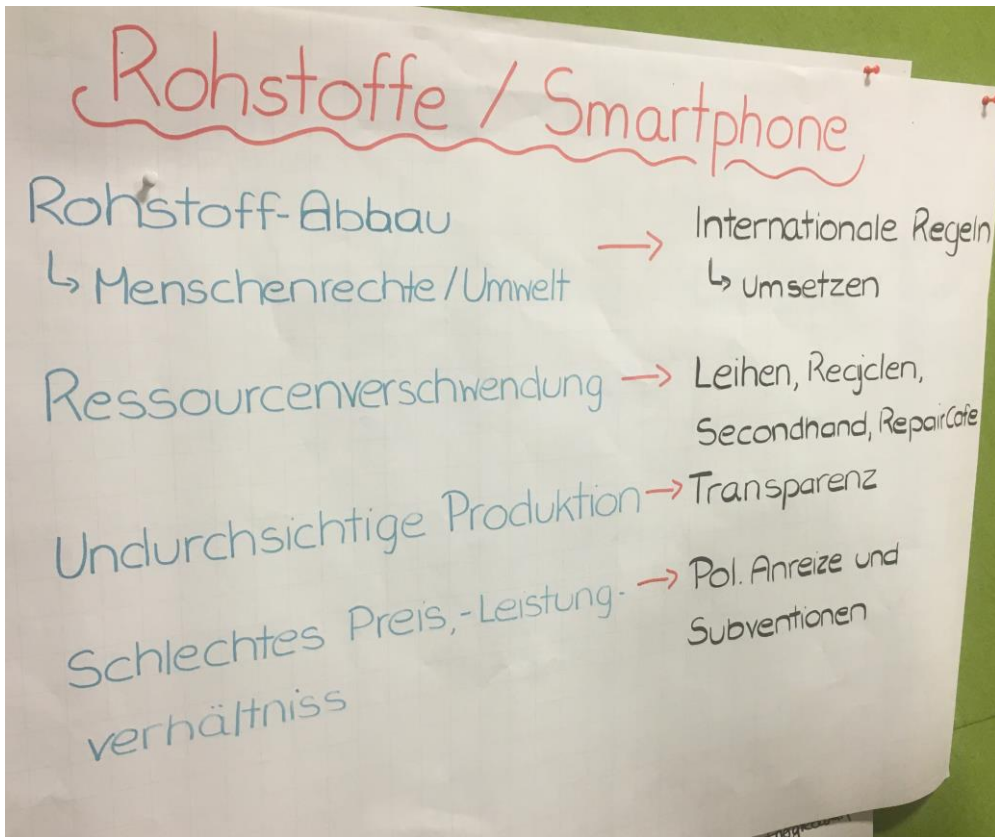 Rohstoffe / Smartphone
Rohstoff-Abbau → Internationale Regeln
↳ Menschenrechte/Umwelt ↳ umsetzen
Ressourcenverschwendung → Leihen, Regiclen,
Secondhand, RepairCafe
Undurchsichtige Produktion → Transparenz
Schlechtes Preis,-Leistung- → Pol. Anreize und
verhältniss Subventionen